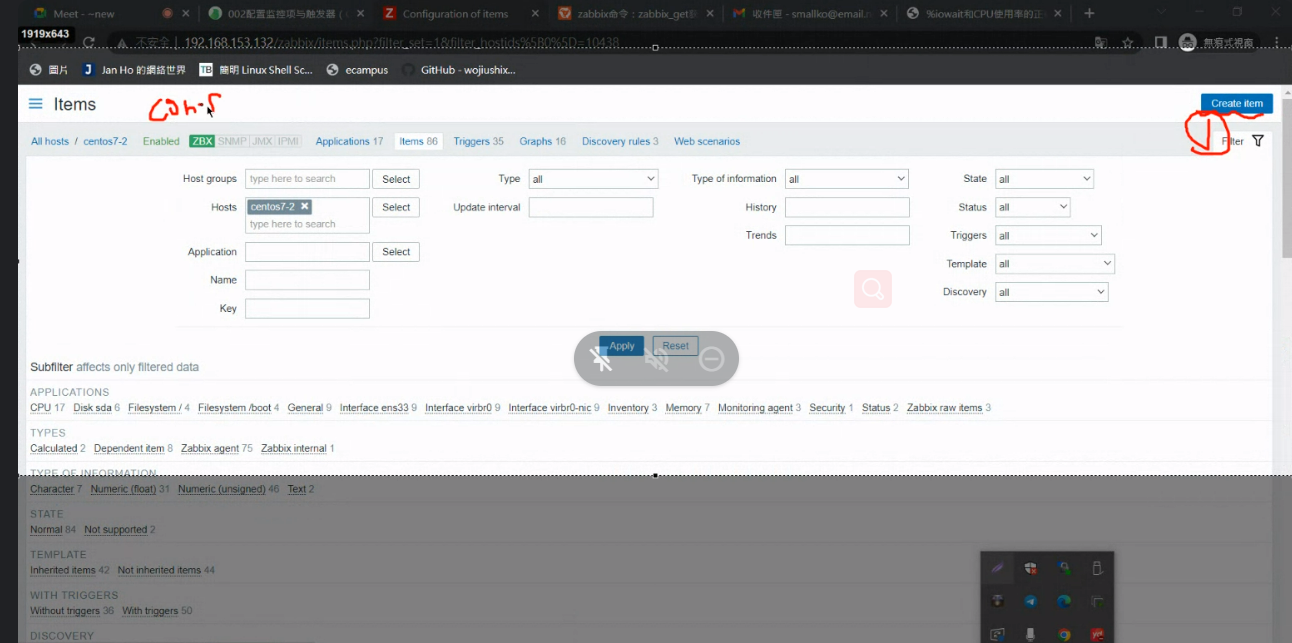 Meet - ~new
002配置监控项与触发器 (
Configuration of items
zabbix命令：zabbix_get
收件匣 - smallko@email.
%iowait和CPU使用率的正
1919x643
不安全 | 192.168.153.132/zabbix/items.php?filter_set=1&filter_hostids%5B0%5D=10438
無痕式視窗
圖片
Jan Ho 的網絡世界
TB 簡明 Linux Shell Sc...
ecampus
GitHub - wojiushix...
Items
Create item
All hosts / centos7-2 Enabled ZBX SNMP JMX IPMI Applications 17 Items 86 Triggers 35 Graphs 16 Discovery rules 3 Web scenarios
Filter
Host groups type here to search Select Type all Type of information all State all
Hosts centos7-2 Select Update interval History Status all
type here to search
Trends Triggers all
Application Select
Template all
Name
Discovery all
Key
Apply Reset
Subfilter affects only filtered data
APPLICATIONS
CPU 17 Disk sda 6 Filesystem / 4 Filesystem /boot 4 General 9 Interface ens33 9 Interface virbr0 9 Interface virbr0-nic 9 Inventory 3 Memory 7 Monitoring agent 3 Security 1 Status 2 Zabbix raw items 3
TYPES
Calculated 2 Dependent item 8 Zabbix agent 75 Zabbix internal 1
TYPE OF INFORMATION
Character 7 Numeric (float) 31 Numeric (unsigned) 46 Text 2
STATE
Normal 84 Not supported 2
TEMPLATE
Inherited items 42 Not inherited items 44
WITH TRIGGERS
Without triggers 36 With triggers 50
DISCOVERY